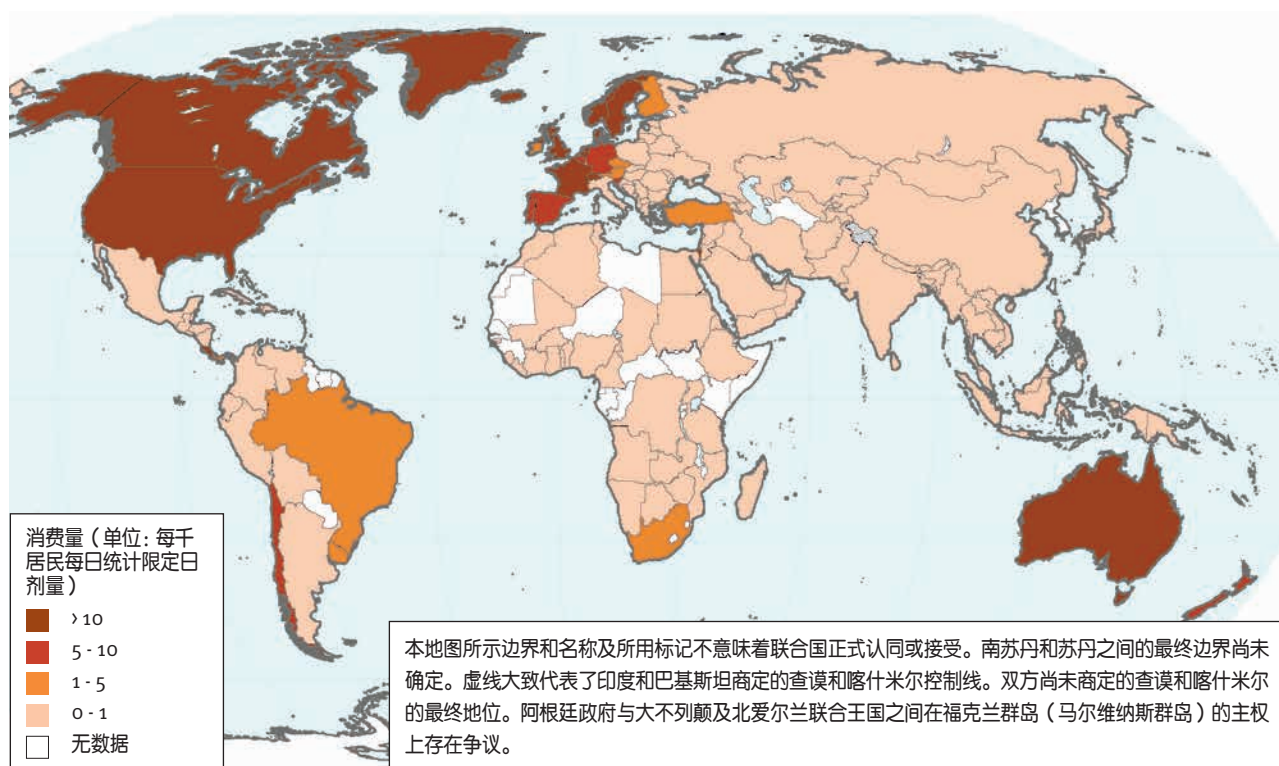 消费量（单位：每千
居民每日统计限定日
剂量）
>10
5 - 10
1 - 5
0 - 1
无数据
本地图所示边界和名称及所用标记不意味着联合国正式认同或接受。南苏丹和苏丹之间的最终边界尚未
确定。虚线大致代表了印度和巴基斯坦商定的查谟和喀什米尔控制线。双方尚未商定的查谟和喀什米尔
的最终地位。阿根廷政府与大不列颠及北爱尔兰联合王国之间在福克兰群岛（马尔维纳斯群岛）的主权
上存在争议。